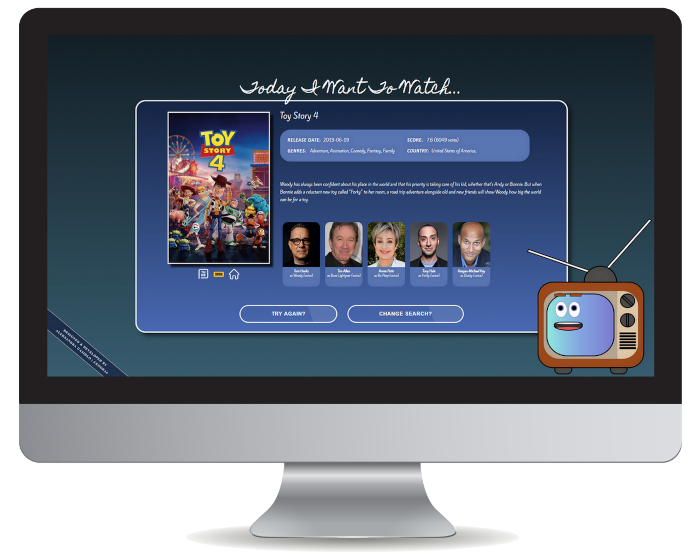 Today I Want To Watch...
Toy Story 4
TOY
STORY
4
RELEASE DATE: 2019-06-19
SCORE: 7.6 (6049 votes)
GENRES: Adventure, Animation, Comedy, Fantasy, Family
COUNTRY: United States of America,
Woody has always been confident about his place in the world and that his priority is taking care of his kid, whether that's Andy or Bonnie. But when
Bonnie adds a reluctant new toy called "Forky" to her room, a road trip adventure alongside old and new friends will show Woody how big the world
can be for a toy.
Tom Hanks
as Woody (voice)
Tim Allen
as Buzz Lightyear (voice)
Annie Potts
as Bo Peep (voice)
Tony Hale
as Forky (voice)
Keegan-Michael Key
as Ducky (voice)
IMDb
TRY AGAIN?
CHANGE SEARCH?
DESIGNED & DEVELOPED BY